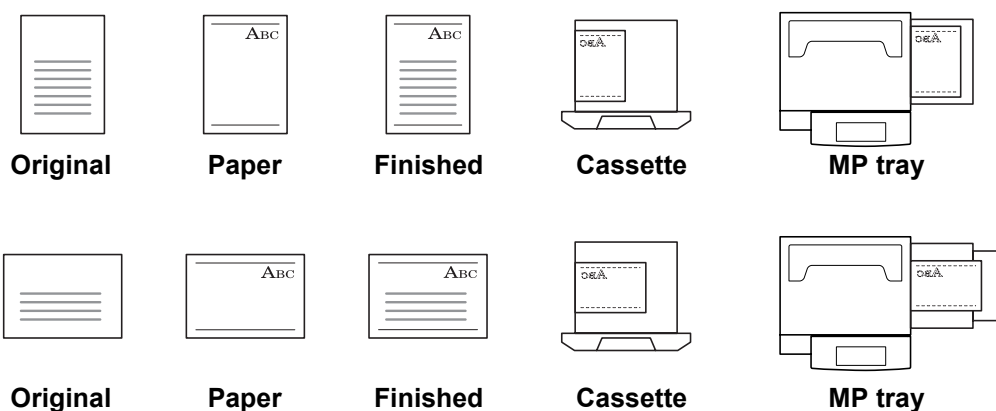 ABC ABC ABC ABC
Original Paper Finished Cassette MP tray
ABC ABC ABC ABC
Original Paper Finished Cassette MP tray